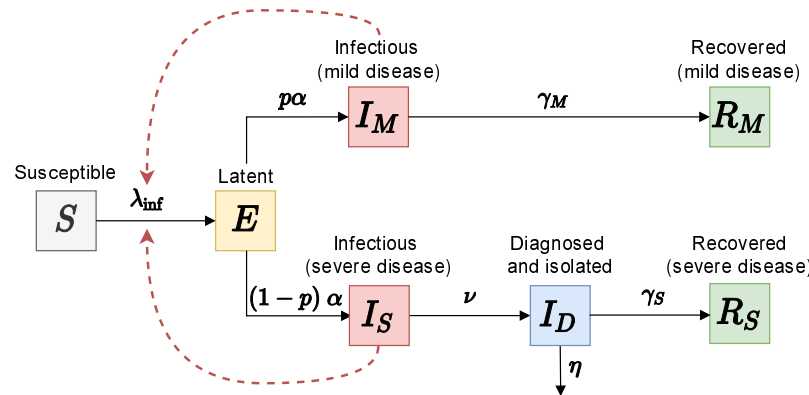 Infectious
(mild disease)
Recovered
(mild disease)
pα
I_M
γ_M
R_M
Susceptible
Latent
S
λ_inf
E
Infectious
(severe disease)
Diagnosed
and isolated
Recovered
(severe disease)
(1 − p) α
I_S
ν
I_D
γ_S
R_S
η